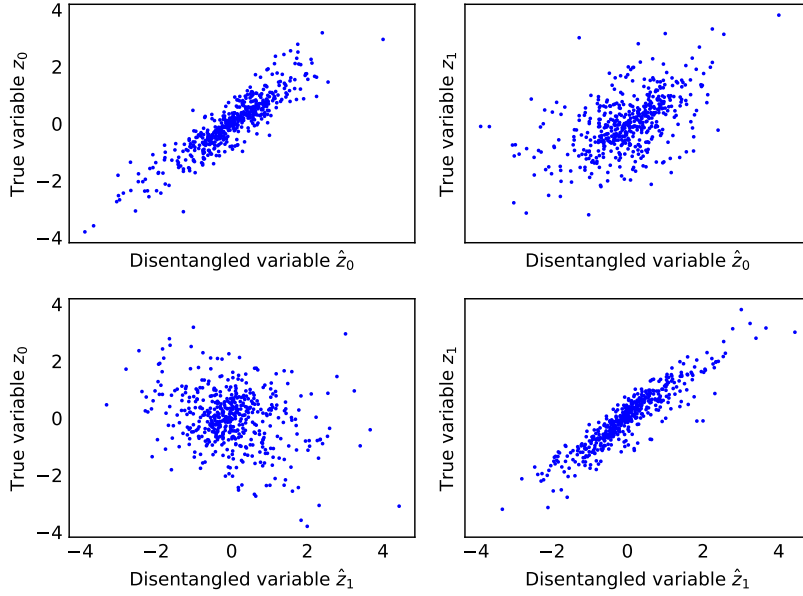 4
2
0
−2
−4
True variable z₀
Disentangled variable ẑ₀
True variable z₁
Disentangled variable ẑ₀
4
2
0
−2
−4
True variable z₀
−4 −2 0 2 4
Disentangled variable ẑ₁
True variable z₁
−4 −2 0 2 4
Disentangled variable ẑ₁